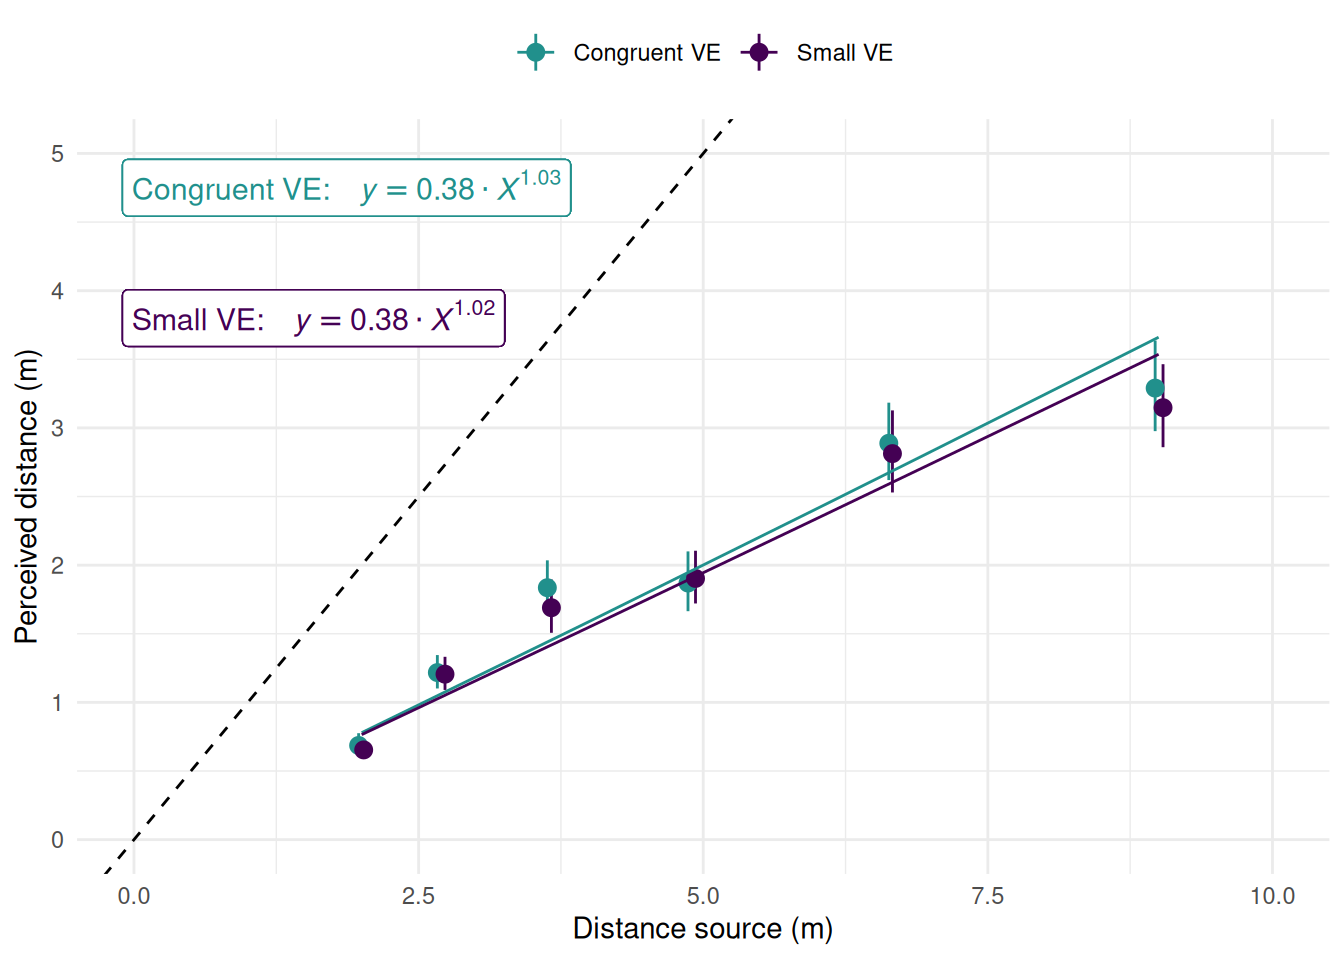 Congruent VE Small VE
5
Congruent VE: y = 0.38 · X^1.03
4
Small VE: y = 0.38 · X^1.02
3
2
1
0
Perceived distance (m)
0.0 2.5 5.0 7.5 10.0
Distance source (m)